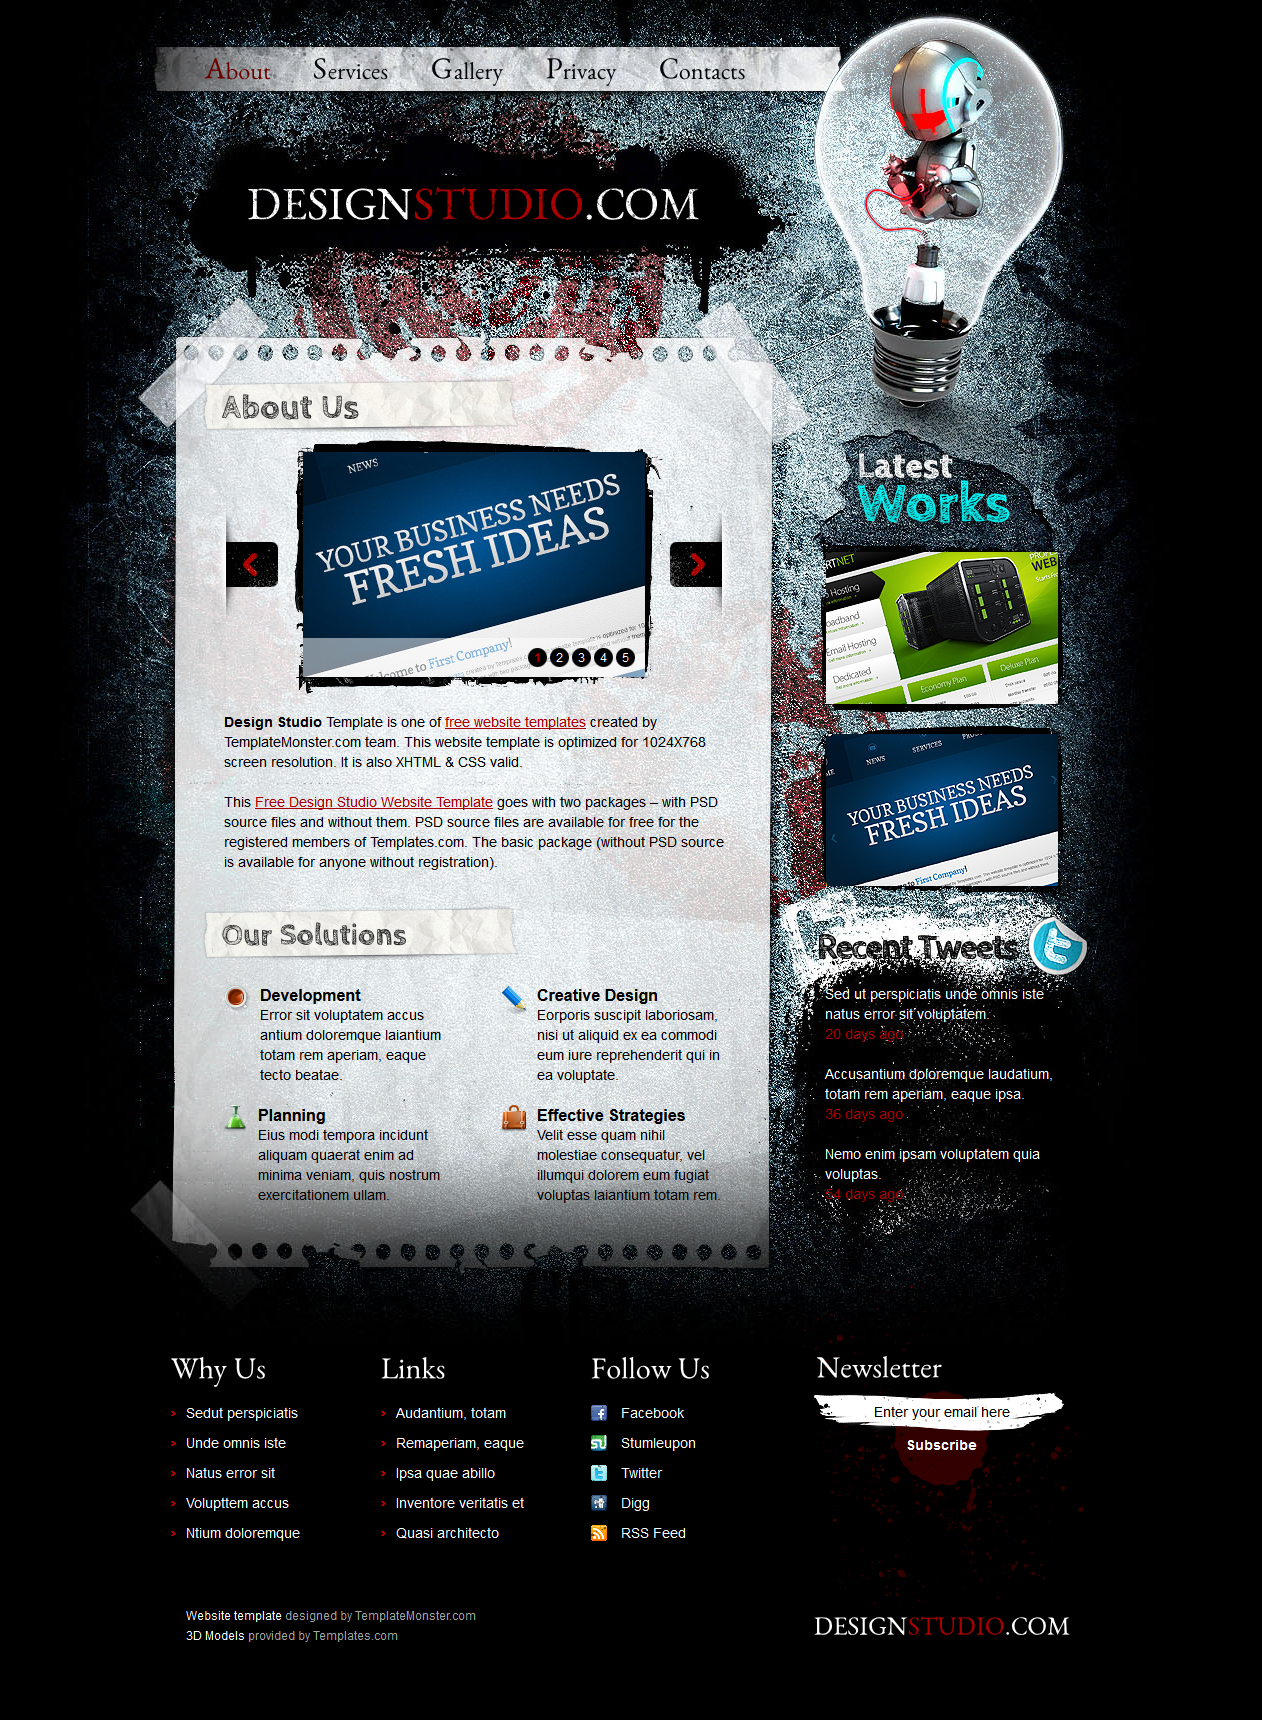 About Services Gallery Privacy Contacts
DESIGNSTUDIO.COM
About Us
NEWS
YOUR BUSINESS NEEDS
FRESH IDEAS
Welcome to First Company!
1 2 3 4 5
Design Studio Template is one of free website templates created by
TemplateMonster.com team. This website template is optimized for 1024X768
screen resolution. It is also XHTML & CSS valid.
This Free Design Studio Website Template goes with two packages – with PSD
source files and without them. PSD source files are available for free for the
registered members of Templates.com. The basic package (without PSD source
is available for anyone without registration).
Our Solutions
Development
Error sit voluptatem accus
antium doloremque laiantium
totam rem aperiam, eaque
tecto beatae.
Creative Design
Eorporis suscipit laboriosam,
nisi ut aliquid ex ea commodi
eum iure reprehenderit qui in
ea voluptate.
Planning
Eius modi tempora incidunt
aliquam quaerat enim ad
minima veniam, quis nostrum
exercitationem ullam.
Effective Strategies
Velit esse quam nihil
molestiae consequatur, vel
illumqui dolorem eum fugiat
voluptas laiantium totam rem.
Latest
Works
Hosting
Email Hosting
Dedicated
Economy Plan
Deluxe Plan
NEWS
SERVICES
YOUR BUSINESS NEEDS
FRESH IDEAS
to First Company!
Recent Tweets
Sed ut perspiciatis unde omnis iste
natus error sit voluptatem.
20 days ago
Accusantium doloremque laudatium,
totam rem aperiam, eaque ipsa.
36 days ago
Nemo enim ipsam voluptatem quia
voluptas.
54 days ago
Why Us
Sedut perspiciatis
Unde omnis iste
Natus error sit
Volupttem accus
Ntium doloremque
Links
Audantium, totam
Remaperiam, eaque
Ipsa quae abillo
Inventore veritatis et
Quasi architecto
Follow Us
Facebook
Stumleupon
Twitter
Digg
RSS Feed
Newsletter
Enter your email here
Subscribe
Website template designed by TemplateMonster.com
3D Models provided by Templates.com
DESIGNSTUDIO.COM